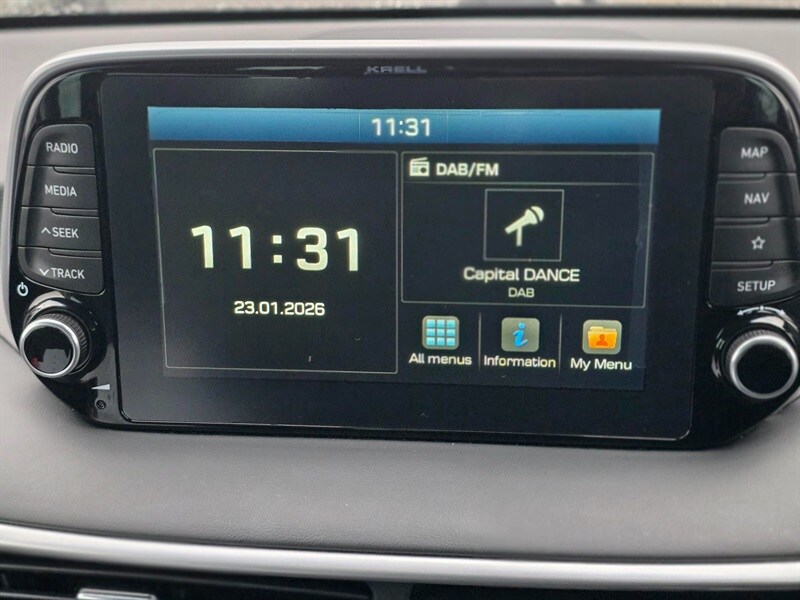 KRELL
11:31
RADIO
MEDIA
SEEK
TRACK
11:31
23.01.2026
DAB/FM
Capital DANCE
DAB
All menus
Information
My Menu
MAP
NAV
SETUP